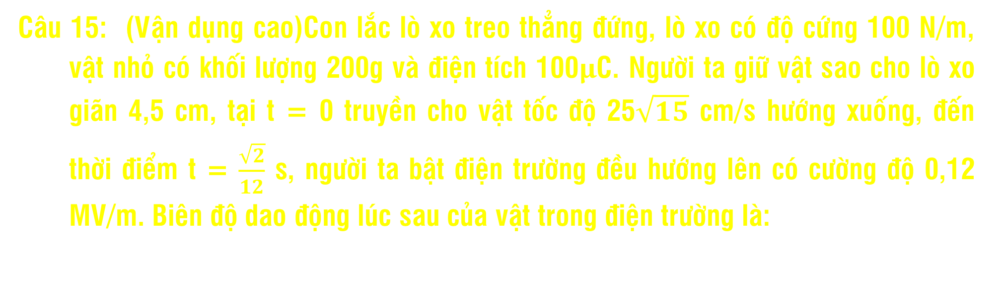 Câu 15: (Vận dụng cao)Con lắc lò xo treo thẳng đứng, lò xo có độ cứng 100 N/m,
vật nhỏ có khối lượng 200g và điện tích 100μC. Người ta giữ vật sao cho lò xo
giãn 4,5 cm, tại t = 0 truyền cho vật tốc độ 25√15 cm/s hướng xuống, đến
thời điểm t = √2/12 s, người ta bật điện trường đều hướng lên có cường độ 0,12
MV/m. Biên độ dao động lúc sau của vật trong điện trường là: